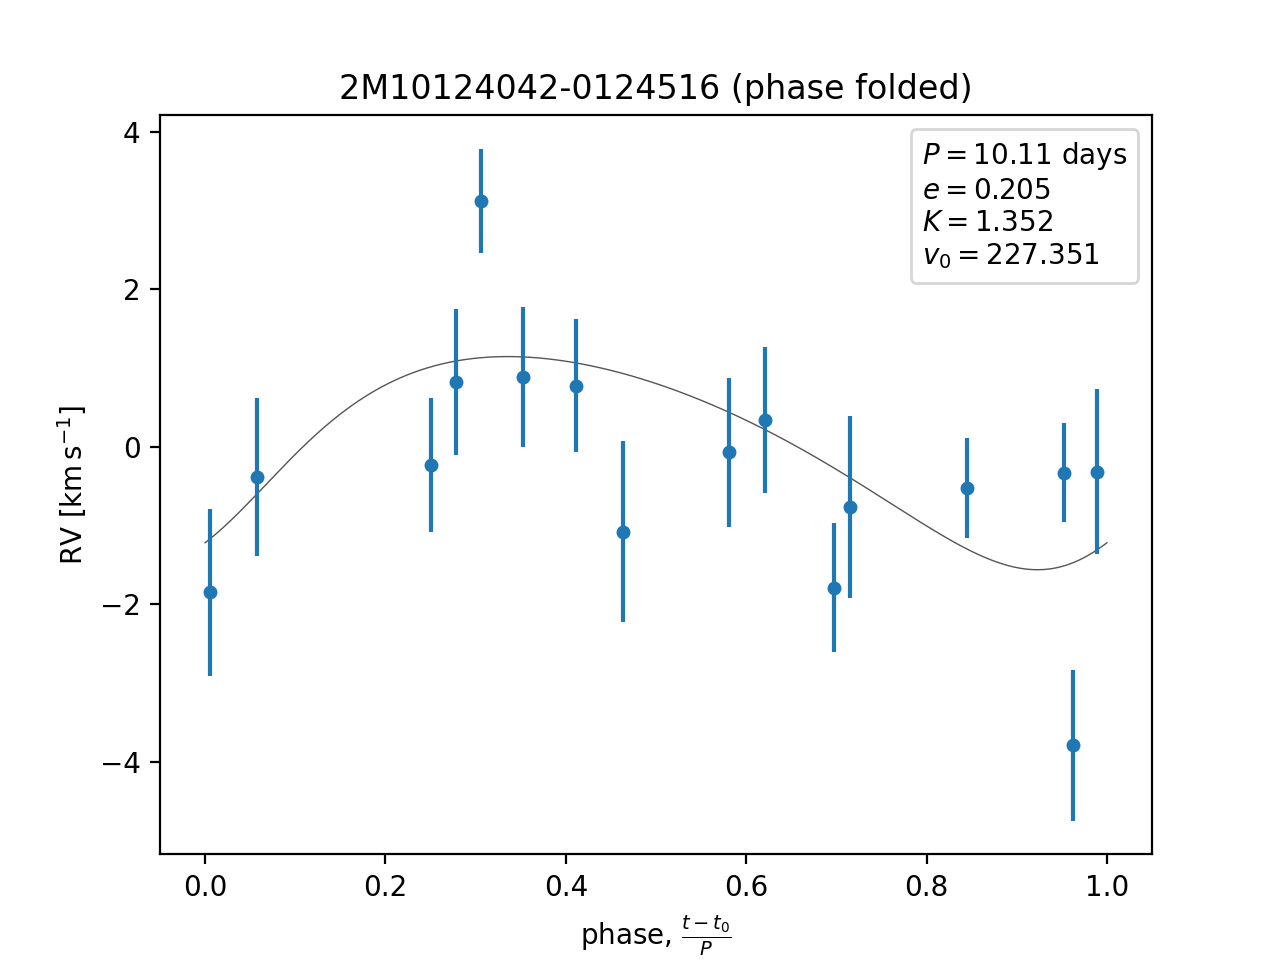 2M10124042-0124516 (phase folded)
P = 10.11 days
e = 0.205
K = 1.352
v₀ = 227.351
RV [km s⁻¹]
4
2
0
−2
−4
0.0 0.2 0.4 0.6 0.8 1.0
phase, (t − t₀)/P